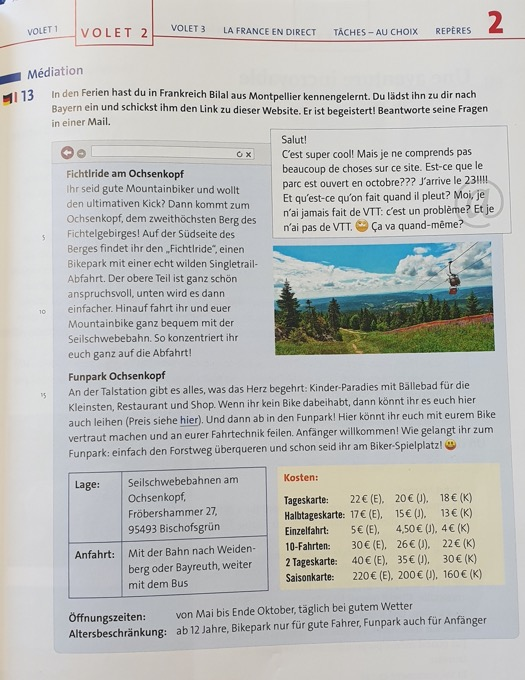 VOLET 1 VOLET 2 VOLET 3 LA FRANCE EN DIRECT TÂCHES – AU CHOIX REPÈRES 2
Médiation
13 In den Ferien hast du in Frankreich Bilal aus Montpellier kennengelernt. Du lädst ihn zu dir nach
Bayern ein und schickst ihm den Link zu dieser Website. Er ist begeistert! Beantworte seine Fragen
in einer Mail.
Salut!
C'est super cool! Mais je ne comprends pas
beaucoup de choses sur ce site. Est-ce que le
parc est ouvert en octobre??? J'arrive le 23!!!!
Et qu'est-ce qu'on fait quand il pleut? Moi, je
n'ai jamais fait de VTT: c'est un problème? Et je
n'ai pas de VTT. Ça va quand-même?
@
Fichtlride am Ochsenkopf
Ihr seid gute Mountainbiker und wollt
den ultimativen Kick? Dann kommt zum
Ochsenkopf, dem zweithöchsten Berg des
5 Fichtelgebirges! Auf der Südseite des
Berges findet ihr den „Fichtlride", einen
Bikepark mit einer echt wilden Singletrail-
Abfahrt. Der obere Teil ist ganz schön
anspruchsvoll, unten wird es dann
10 einfacher. Hinauf fahrt ihr und euer
Mountainbike ganz bequem mit der
Seilschwebebahn. So konzentriert ihr
euch ganz auf die Abfahrt!
Funpark Ochsenkopf
15 An der Talstation gibt es alles, was das Herz begehrt: Kinder-Paradies mit Bällebad für die
Kleinsten, Restaurant und Shop. Wenn ihr kein Bike dabeihabt, dann könnt ihr es euch hier
auch leihen (Preis siehe hier). Und dann ab in den Funpark! Hier könnt ihr euch mit eurem Bike
vertraut machen und an eurer Fahrtechnik feilen. Anfänger willkommen! Wie gelangt ihr zum
Funpark: einfach den Forstweg überqueren und schon seid ihr am Biker-Spielplatz!
Lage: Seilschwebebahnen am
Ochsenkopf,
Fröbershammer 27,
95493 Bischofsgrün
Anfahrt: Mit der Bahn nach Weiden-
berg oder Bayreuth, weiter
mit dem Bus
Kosten:
Tageskarte: 22 € (E), 20 € (J), 18 € (K)
Halbtageskarte: 17 € (E), 15 € (J), 13 € (K)
Einzelfahrt: 5 € (E), 4,50 € (J), 4 € (K)
10-Fahrten: 30 € (E), 26 € (J), 22 € (K)
2 Tageskarte: 40 € (E), 35 € (J), 30 € (K)
Saisonkarte: 220 € (E), 200 € (J), 160 € (K)
Öffnungszeiten: von Mai bis Ende Oktober, täglich bei gutem Wetter
Altersbeschränkung: ab 12 Jahre, Bikepark nur für gute Fahrer, Funpark auch für Anfänger